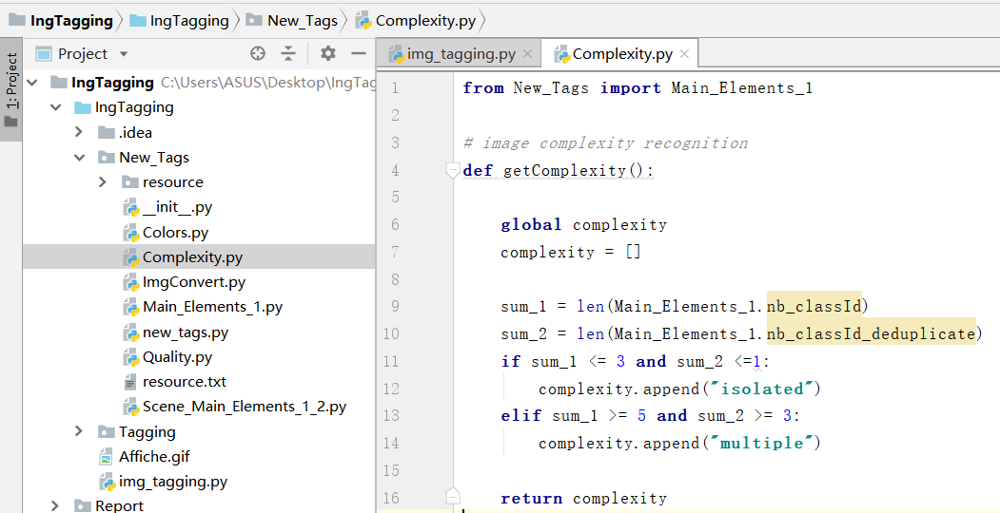 IngTagging IngTagging New_Tags Complexity.py
1: Project
Project
IngTagging C:\Users\ASUS\Desktop\IngTag
IngTagging
.idea
New_Tags
resource
__init__.py
Colors.py
Complexity.py
ImgConvert.py
Main_Elements_1.py
new_tags.py
Quality.py
resource.txt
Scene_Main_Elements_1_2.py
Tagging
Affiche.gif
img_tagging.py
Report
img_tagging.py Complexity.py
1 from New_Tags import Main_Elements_1
2
3 # image complexity recognition
4 def getComplexity():
5
6 global complexity
7 complexity = []
8
9 sum_1 = len(Main_Elements_1.nb_classId)
10 sum_2 = len(Main_Elements_1.nb_classId_deduplicate)
11 if sum_1 <= 3 and sum_2 <=1:
12 complexity.append("isolated")
13 elif sum_1 >= 5 and sum_2 >= 3:
14 complexity.append("multiple")
15
16 return complexity